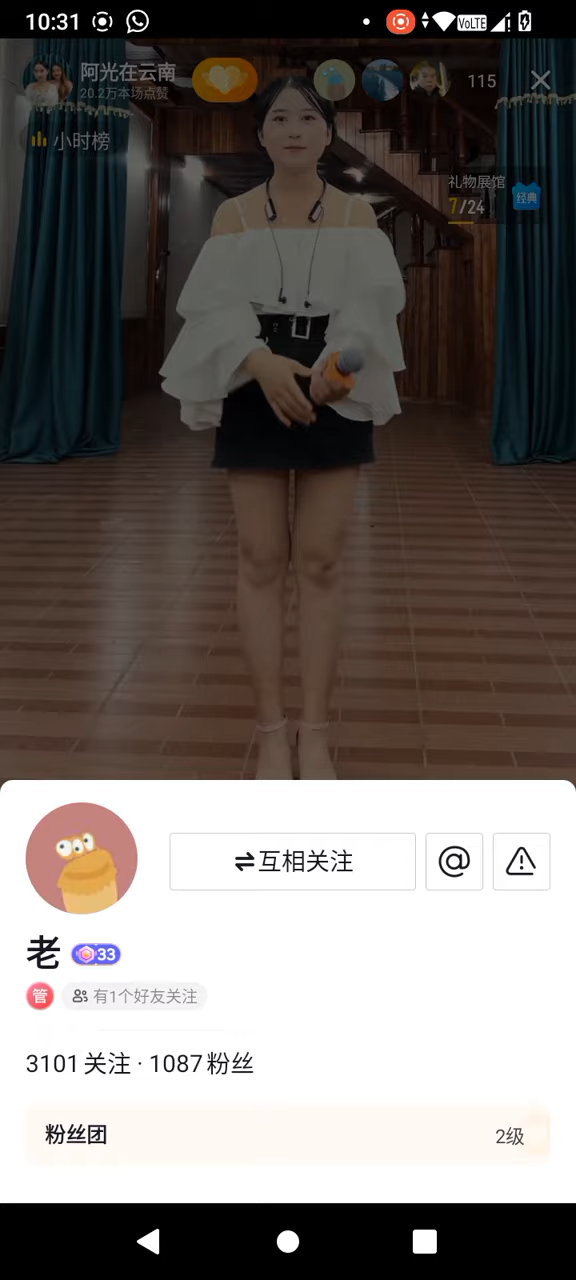 10:31
VoLTE
阿光在云南
20.2万本场点赞
115
小时榜
礼物展馆
7/24
经典
互相关注
@
老 33
管 有1个好友关注
3101 关注 · 1087 粉丝
粉丝团 2级